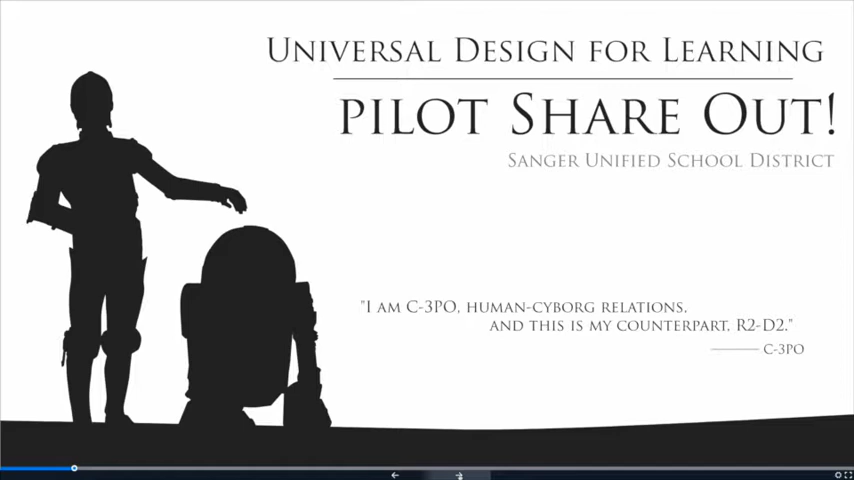 Universal Design for Learning
PILOT SHARE OUT!
Sanger Unified School District
"I am C-3PO, human-cyborg relations.
and this is my counterpart. R2-D2."
C-3PO